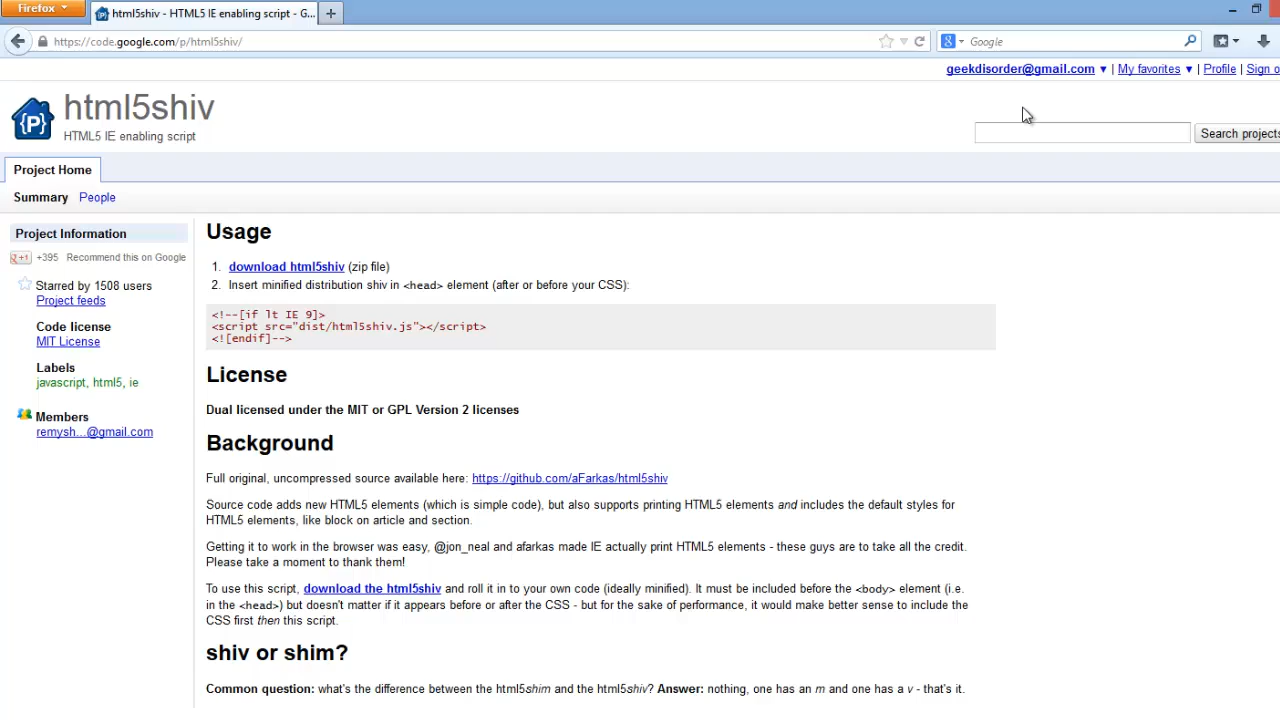 Firefox
html5shiv - HTML5 IE enabling script - G...
https://code.google.com/p/html5shiv/
Google
geekdisorder@gmail.com ▼ | My favorites ▼ | Profile | Sign o
html5shiv
HTML5 IE enabling script
Search projects
Project Home
Summary People
Project Information
+1 +395 Recommend this on Google
Starred by 1508 users
Project feeds
Code license
MIT License
Labels
javascript, html5, ie
Members
remysh...@gmail.com
Usage
1. download html5shiv (zip file)
2. Insert minified distribution shiv in <head> element (after or before your CSS):
<!--[if lt IE 9]>
<script src="dist/html5shiv.js"></script>
<![endif]-->
License
Dual licensed under the MIT or GPL Version 2 licenses
Background
Full original, uncompressed source available here: https://github.com/aFarkas/html5shiv
Source code adds new HTML5 elements (which is simple code), but also supports printing HTML5 elements and includes the default styles for
HTML5 elements, like block on article and section.
Getting it to work in the browser was easy, @jon_neal and afarkas made IE actually print HTML5 elements - these guys are to take all the credit.
Please take a moment to thank them!
To use this script, download the html5shiv and roll it in to your own code (ideally minified). It must be included before the <body> element (i.e.
in the <head>) but doesn't matter if it appears before or after the CSS - but for the sake of performance, it would make better sense to include the
CSS first then this script.
shiv or shim?
Common question: what's the difference between the html5shim and the html5shiv? Answer: nothing, one has an m and one has a v - that's it.